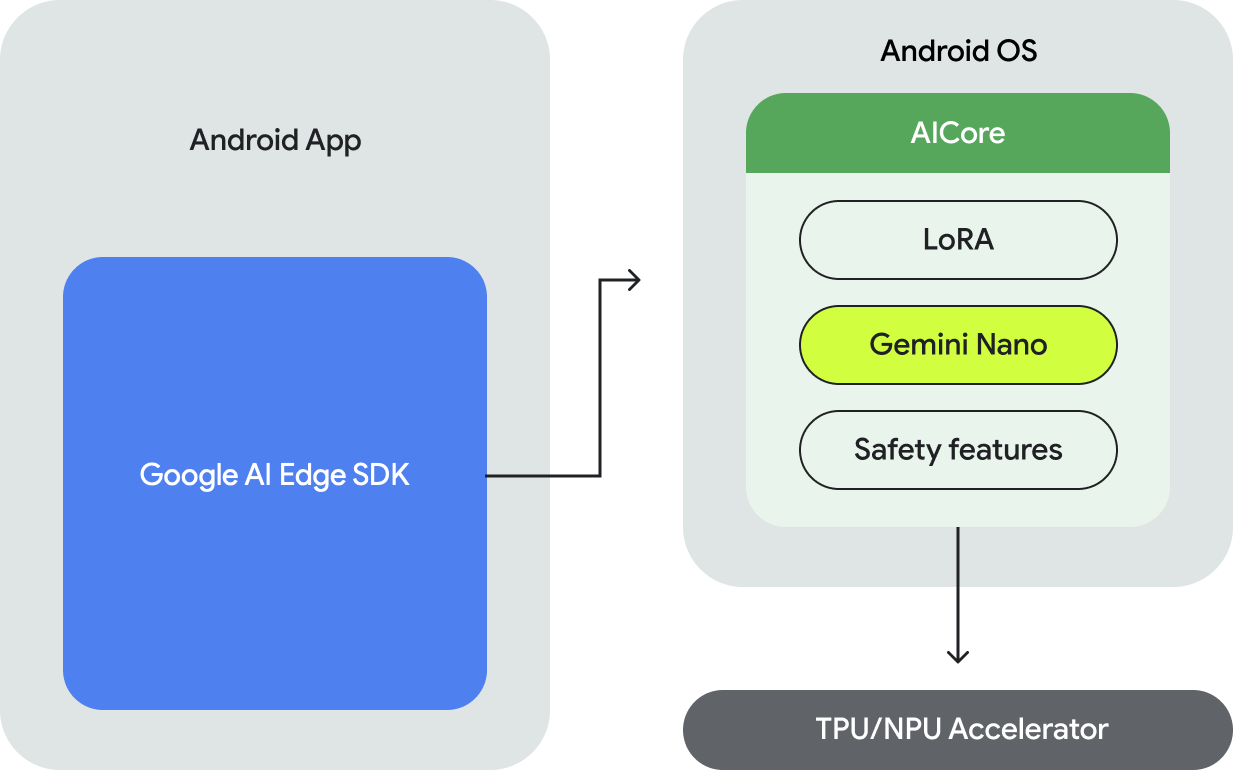 Android App
Google AI Edge SDK
Android OS
AICore
LoRA
Gemini Nano
Safety features
TPU/NPU Accelerator